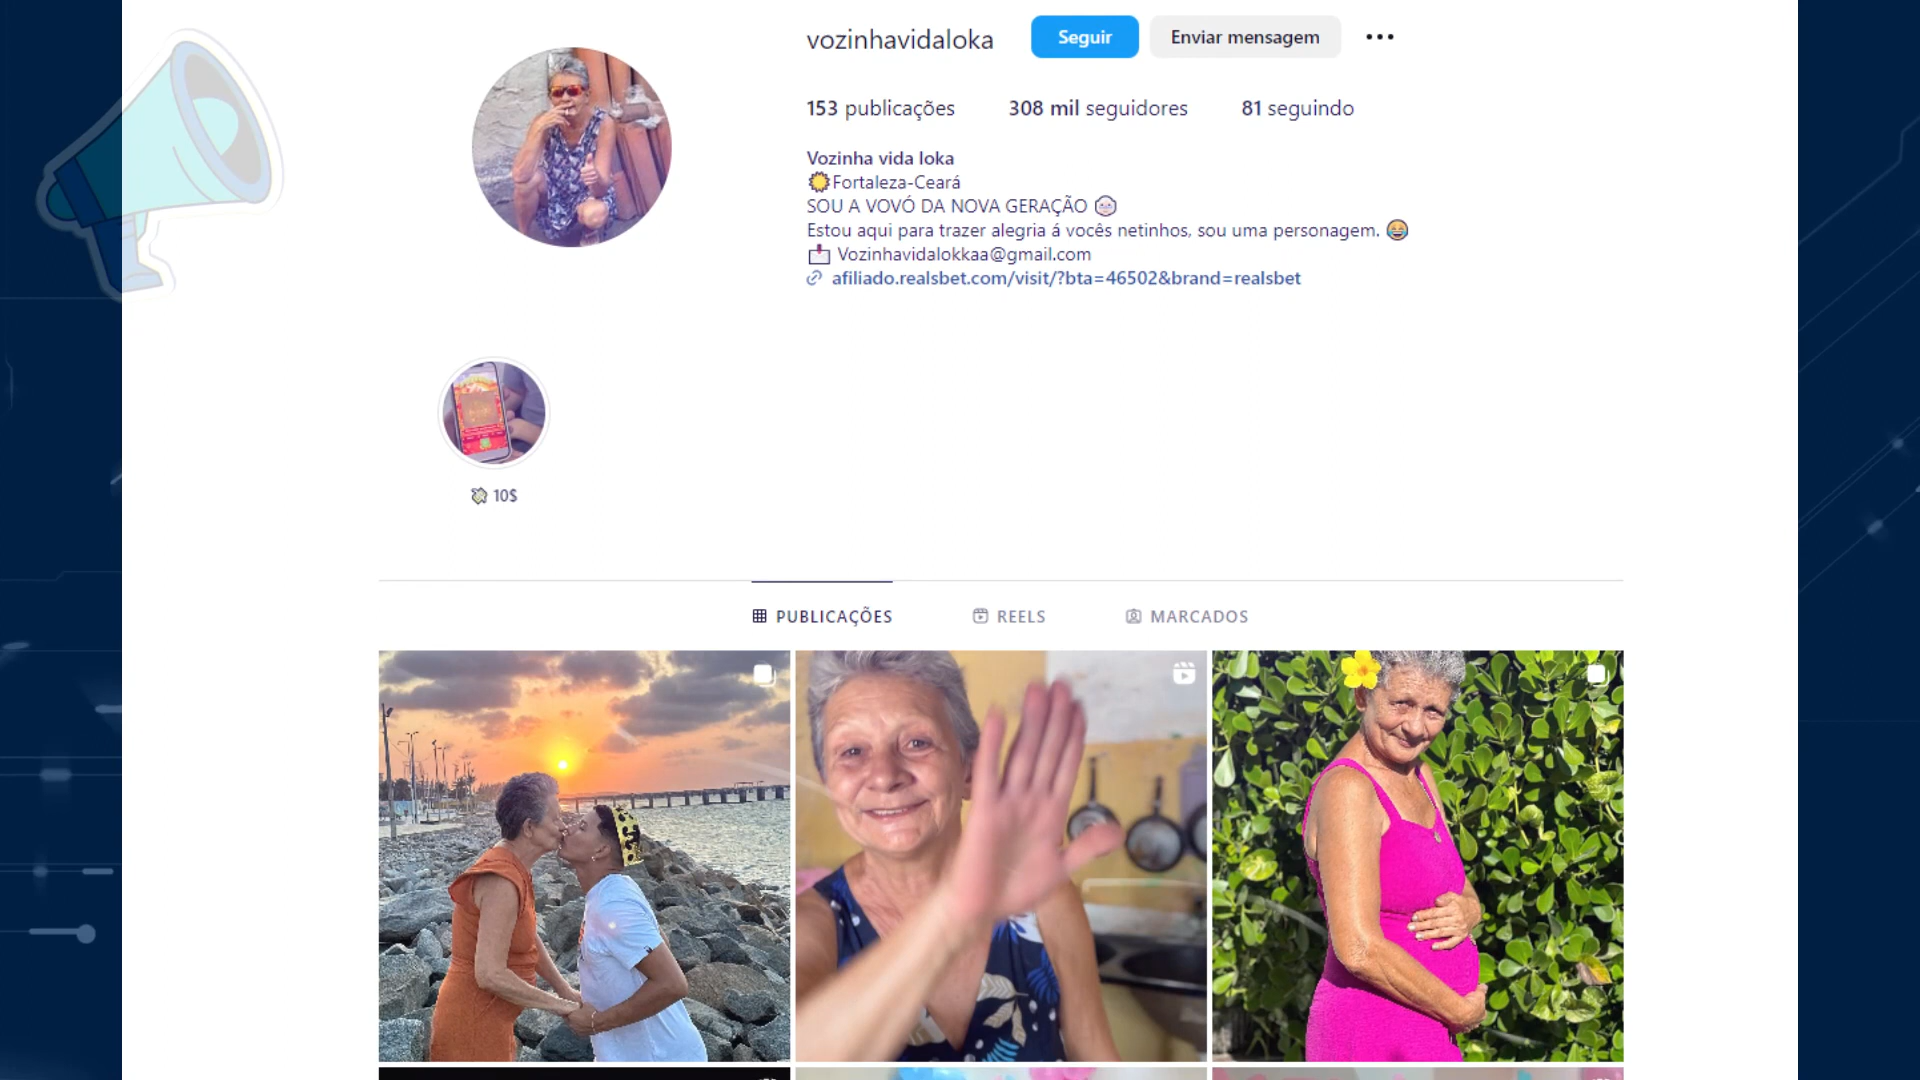 vozinhavidaloka
Seguir
Enviar mensagem
153 publicações
308 mil seguidores
81 seguindo
Vozinha vida loka
Fortaleza-Ceará
SOU A VOVÓ DA NOVA GERAÇÃO
Estou aqui para trazer alegria á vocês netinhos, sou uma personagem.
Vozinhavidalokkaa@gmail.com
afiliado.realsbet.com/visit/?bta=46502&brand=realsbet
10$
PUBLICAÇÕES
REELS
MARCADOS